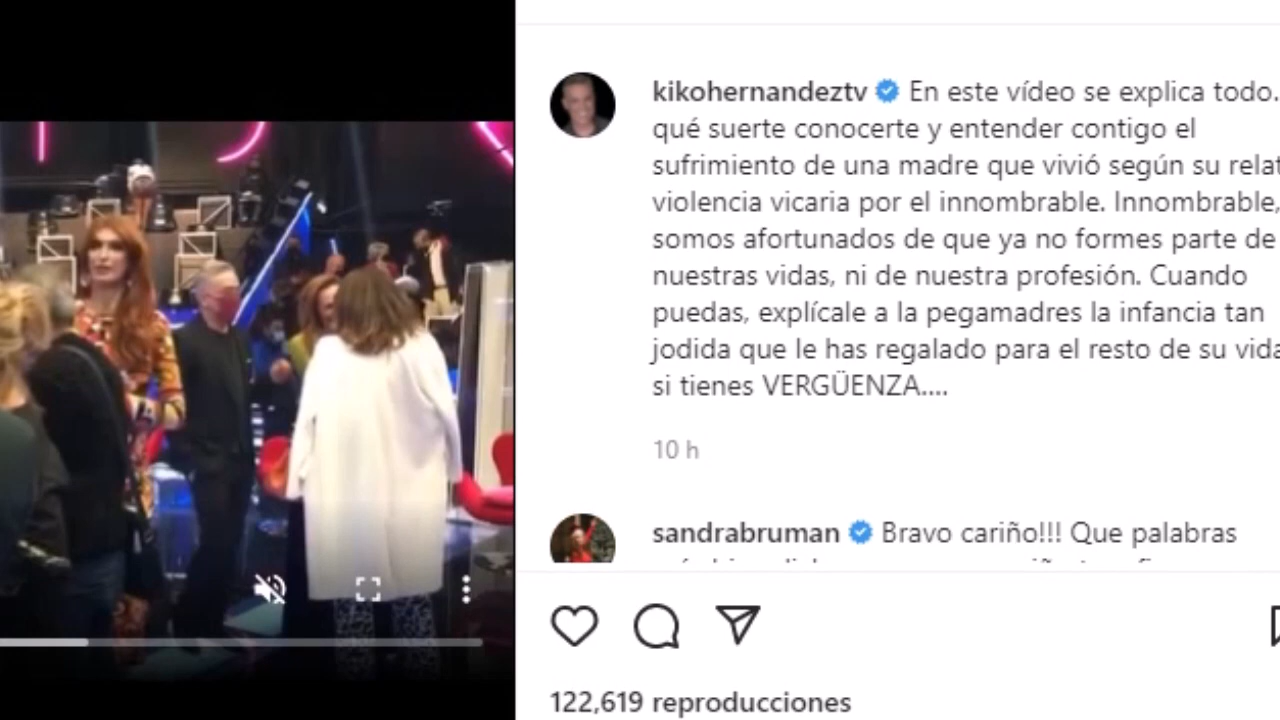 kikohernandeztv En este vídeo se explica todo.
qué suerte conocerte y entender contigo el
sufrimiento de una madre que vivió según su relat
violencia vicaria por el innombrable. Innombrable,
somos afortunados de que ya no formes parte de
nuestras vidas, ni de nuestra profesión. Cuando
puedas, explícale a la pegamadres la infancia tan
jodida que le has regalado para el resto de su vida
si tienes VERGÜENZA....
10 h
sandrabruman Bravo cariño!!! Que palabras
122,619 reproducciones